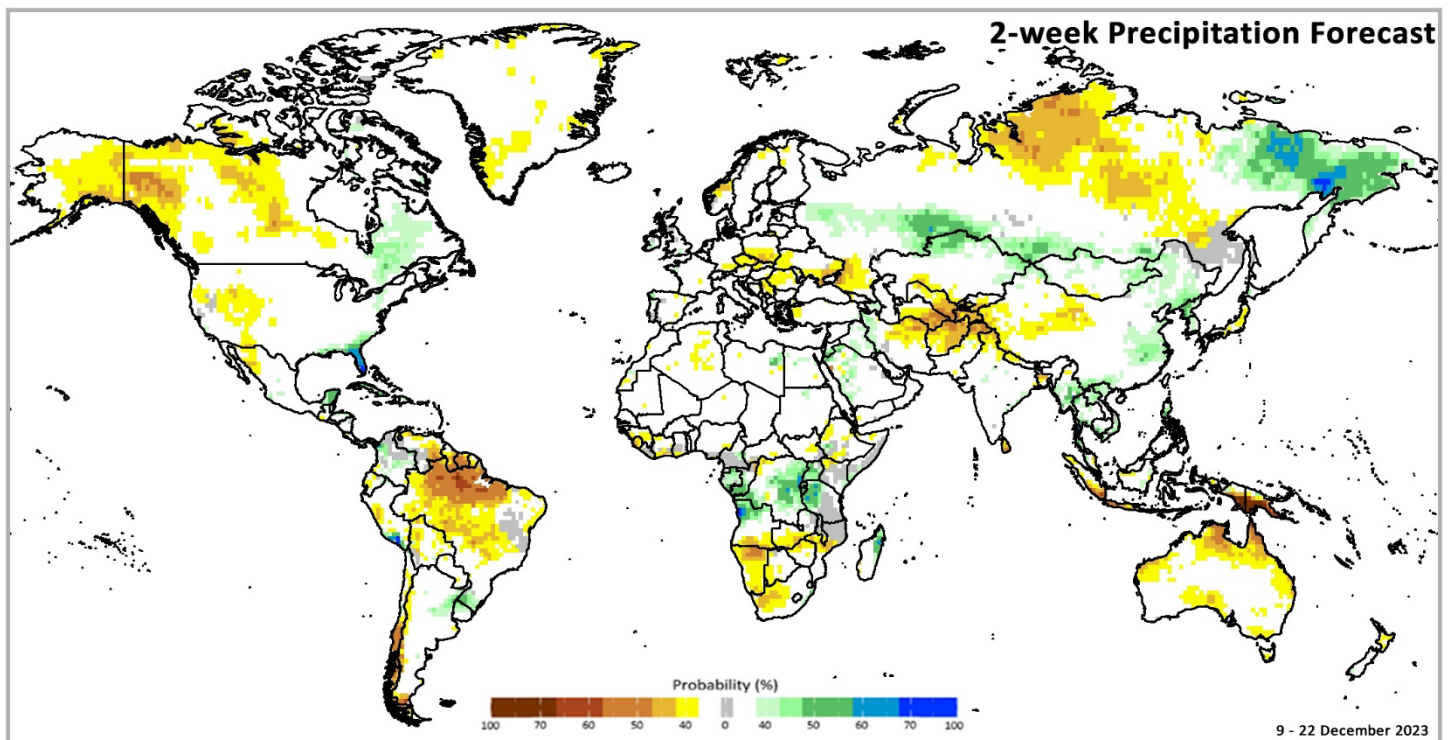 2-week Precipitation Forecast
Probability (%)
100 70 60 50 40 0 40 50 60 70 100
9 - 22 December 2023